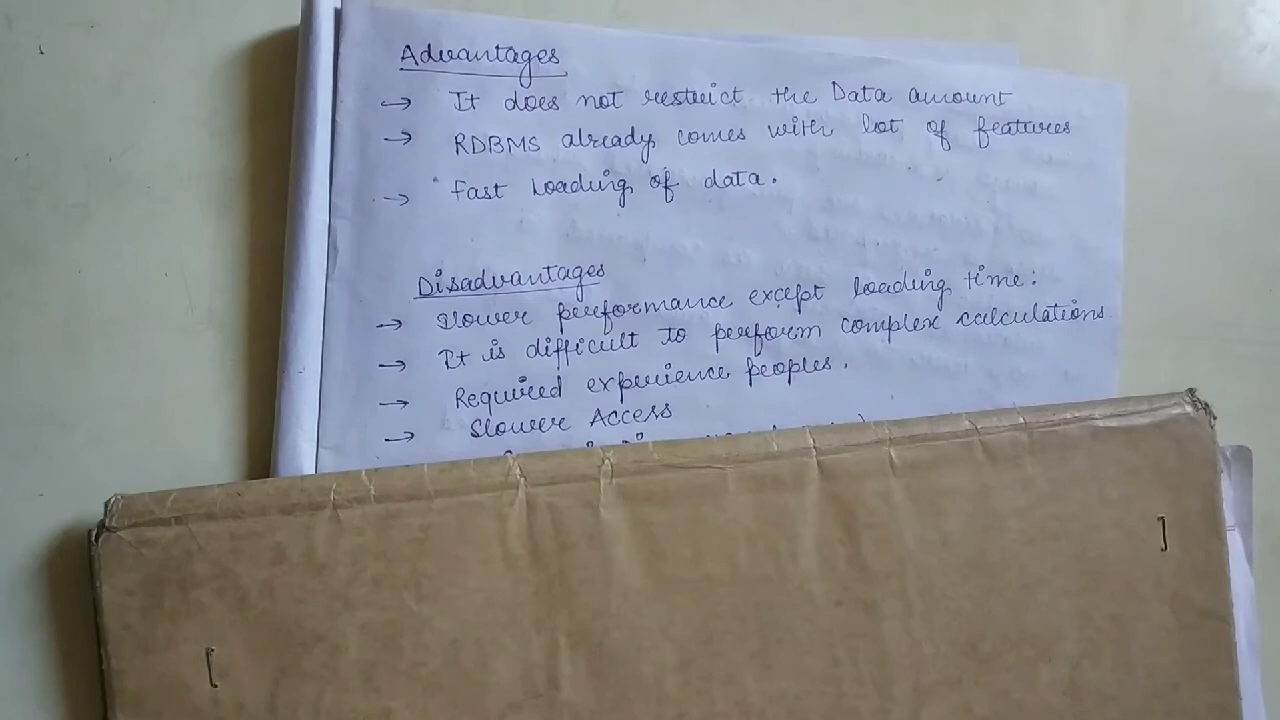 Advantages
→ It does not restrict the Data amount
→ RDBMS already comes with lot of features
→ Fast Loading of data.
Disadvantages
→ Slower performance except loading time.
→ It is difficult to perform complex calculations.
→ Required experience peoples.
→ Slower Access